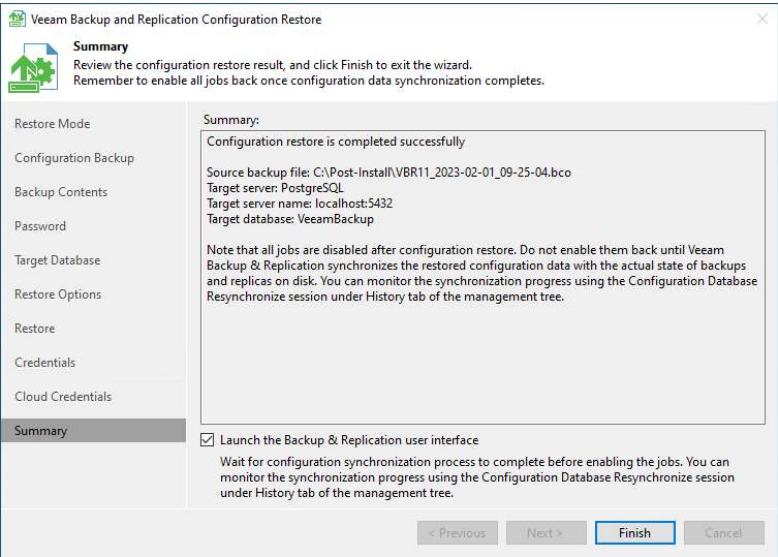 Veeam Backup and Replication Configuration Restore
Summary
Review the configuration restore result, and click Finish to exit the wizard.
Remember to enable all jobs back once configuration data synchronization completes.
Restore Mode
Configuration Backup
Backup Contents
Password
Target Database
Restore Options
Restore
Credentials
Cloud Credentials
Summary
Summary:
Configuration restore is completed successfully
Source backup file: C:\Post-Install\VBR11_2023-02-01_09-25-04.bco
Target server: PostgreSQL
Target server name: localhost:5432
Target database: VeeamBackup
Note that all jobs are disabled after configuration restore. Do not enable them back until Veeam
Backup & Replication synchronizes the restored configuration data with the actual state of backups
and replicas on disk. You can monitor the synchronization progress using the Configuration Database
Resynchronize session under History tab of the management tree.
Launch the Backup & Replication user interface
Wait for configuration synchronization process to complete before enabling the jobs. You can
monitor the synchronization progress using the Configuration Database Resynchronize session
under History tab of the management tree.
< Previous
Next >
Finish
Cancel